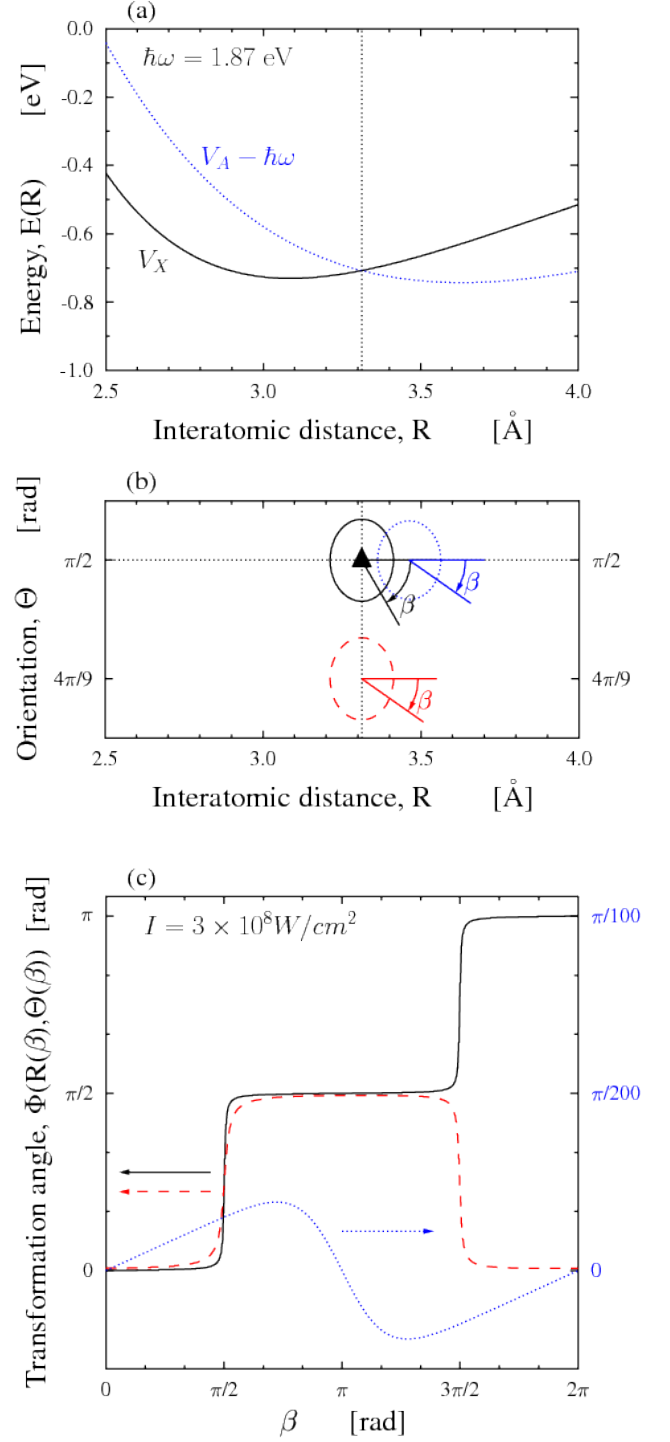 (a)
ℏω = 1.87 eV
V_A − ℏω
V_X
Energy, E(R) [eV]
0.0
-0.2
-0.4
-0.6
-0.8
-1.0
2.5 3.0 3.5 4.0
Interatomic distance, R [Å]
(b)
Orientation, Θ [rad]
π/2 π/2
β β
4π/9 4π/9
β
2.5 3.0 3.5 4.0
Interatomic distance, R [Å]
(c)
I = 3 × 10^8 W/cm^2
Transformation angle, Φ(R(β),Θ(β)) [rad]
π π/100
π/2 π/200
0 0
0 π/2 π 3π/2 2π
β [rad]